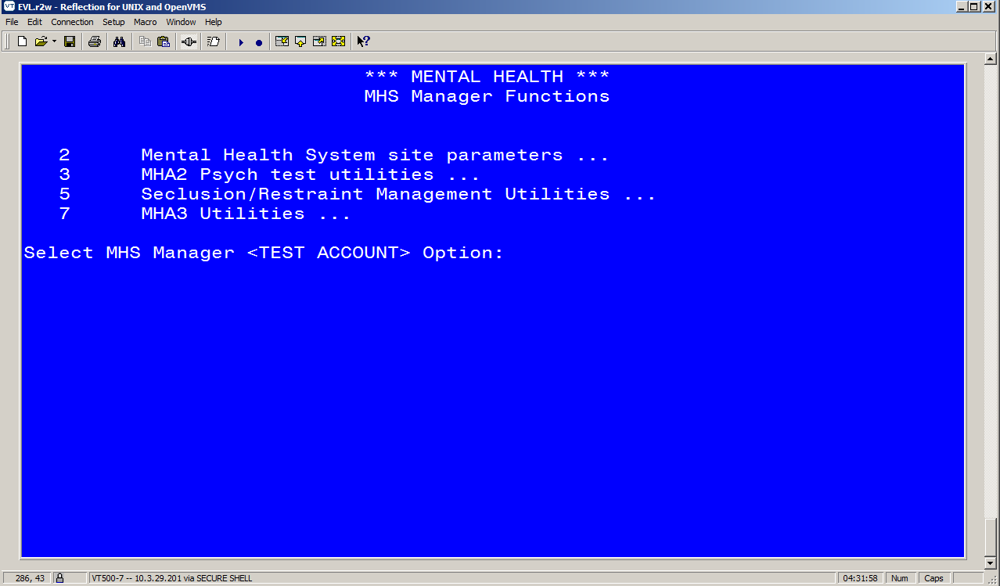 VT EVL.r2w - Reflection for UNIX and OpenVMS
File Edit Connection Setup Macro Window Help
*** MENTAL HEALTH ***
MHS Manager Functions
2 Mental Health System site parameters ...
3 MHA2 Psych test utilities ...
5 Seclusion/Restraint Management Utilities ...
7 MHA3 Utilities ...
Select MHS Manager <TEST ACCOUNT> Option:
286, 43 VT500-7 -- 10.3.29.201 via SECURE SHELL 04:31:58 Num Caps